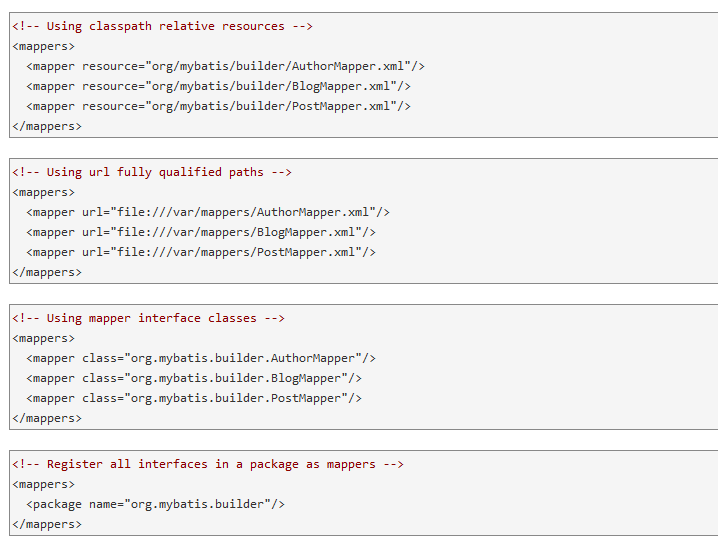 <!-- Using classpath relative resources -->
<mappers>
  <mapper resource="org/mybatis/builder/AuthorMapper.xml"/>
  <mapper resource="org/mybatis/builder/BlogMapper.xml"/>
  <mapper resource="org/mybatis/builder/PostMapper.xml"/>
</mappers>
<!-- Using url fully qualified paths -->
<mappers>
  <mapper url="file:///var/mappers/AuthorMapper.xml"/>
  <mapper url="file:///var/mappers/BlogMapper.xml"/>
  <mapper url="file:///var/mappers/PostMapper.xml"/>
</mappers>
<!-- Using mapper interface classes -->
<mappers>
  <mapper class="org.mybatis.builder.AuthorMapper"/>
  <mapper class="org.mybatis.builder.BlogMapper"/>
  <mapper class="org.mybatis.builder.PostMapper"/>
</mappers>
<!-- Register all interfaces in a package as mappers -->
<mappers>
  <package name="org.mybatis.builder"/>
</mappers>